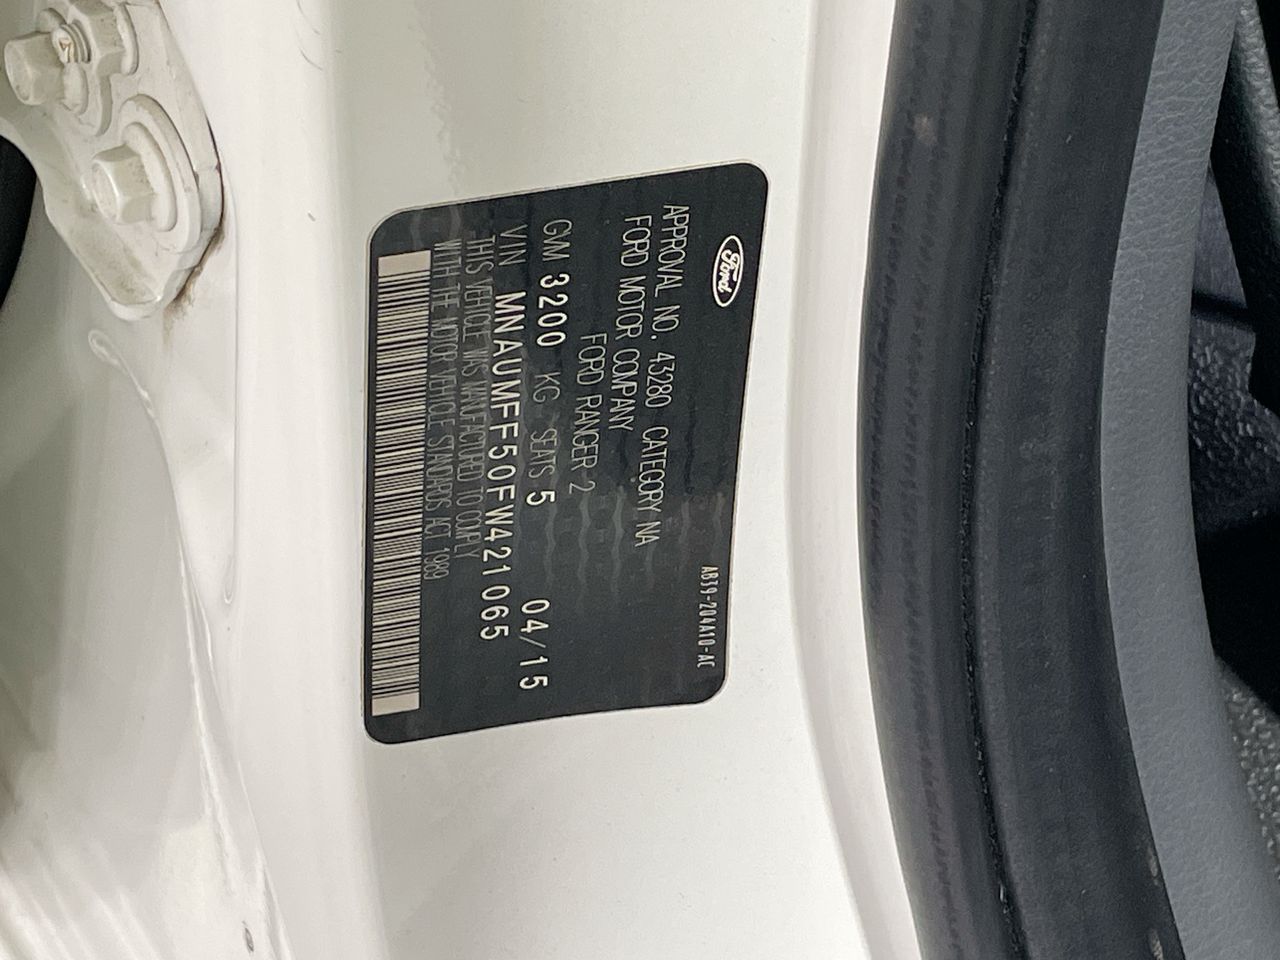 Ford
AB39-204A10-AC
APPROVAL NO. 43280 CATEGORY NA
FORD MOTOR COMPANY
FORD RANGER 2
GVM 3200 KG SEATS 5 04/15
VIN MNAUMFF50FW421065
THIS VEHICLE WAS MANUFACTURED TO COMPLY
WITH THE MOTOR VEHICLE STANDARDS ACT 1989